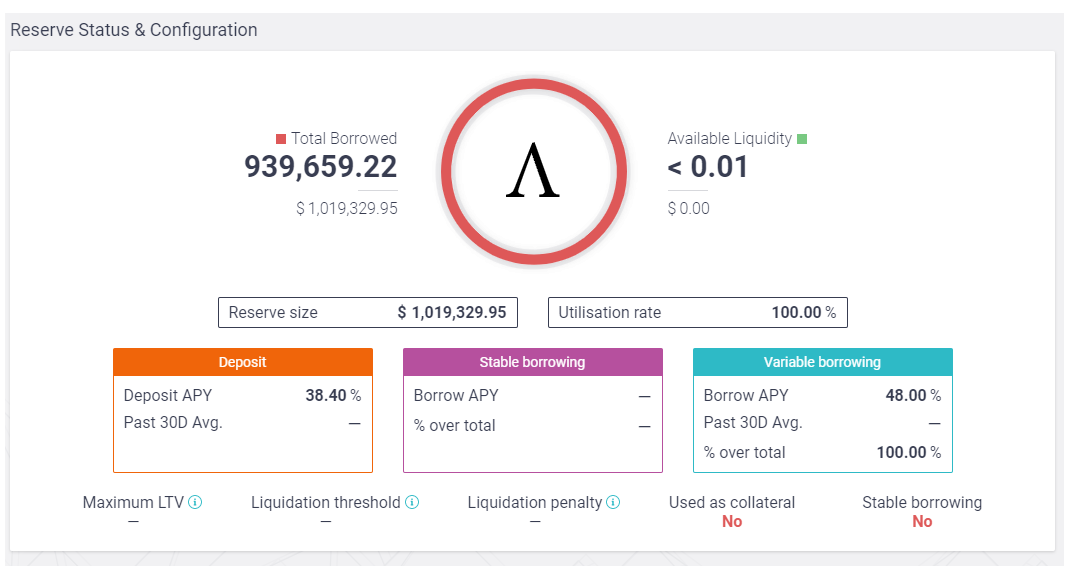 Reserve Status & Configuration
Total Borrowed
939,659.22
$ 1,019,329.95
Λ
Available Liquidity
< 0.01
$ 0.00
Reserve size $ 1,019,329.95
Utilisation rate 100.00 %
Deposit
Deposit APY 38.40 %
Past 30D Avg. —
Stable borrowing
Borrow APY —
% over total —
Variable borrowing
Borrow APY 48.00 %
Past 30D Avg. —
% over total 100.00 %
Maximum LTV i
—
Liquidation threshold i
—
Liquidation penalty i
—
Used as collateral
No
Stable borrowing
No